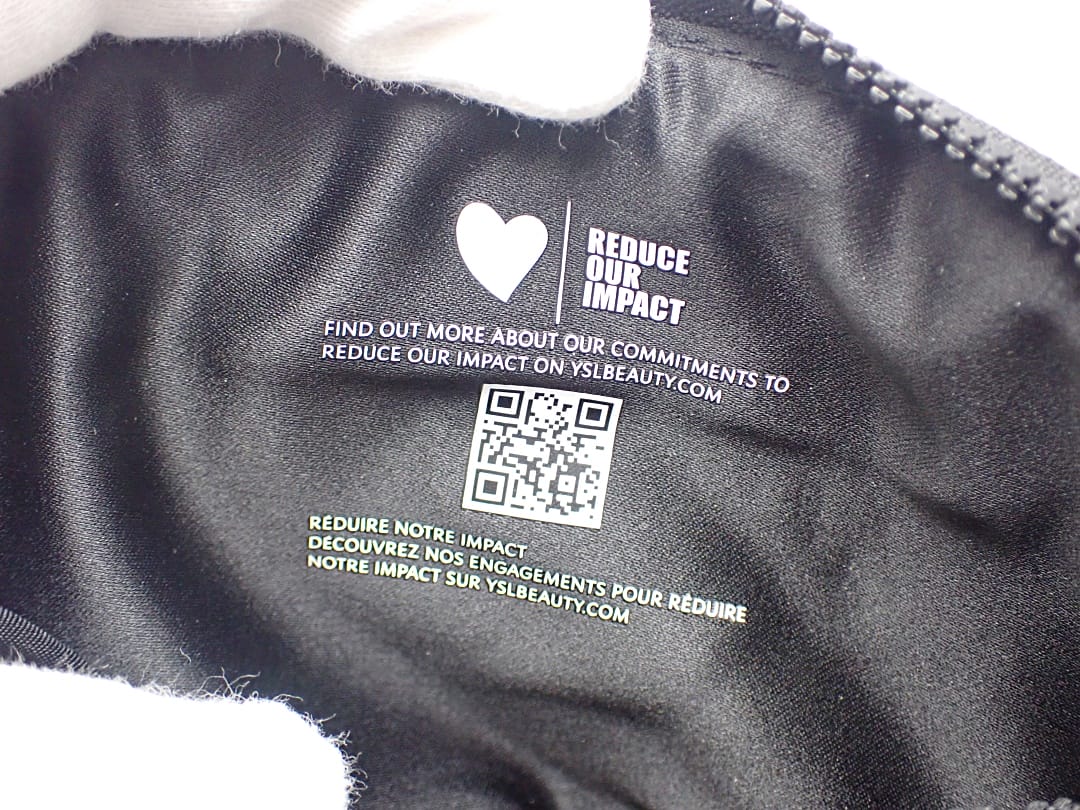 REDUCE
OUR
IMPACT
FIND OUT MORE ABOUT OUR COMMITMENTS TO
REDUCE OUR IMPACT ON YSLBEAUTY.COM
RÉDUIRE NOTRE IMPACT
DÉCOUVREZ NOS ENGAGEMENTS POUR RÉDUIRE
NOTRE IMPACT SUR YSLBEAUTY.COM